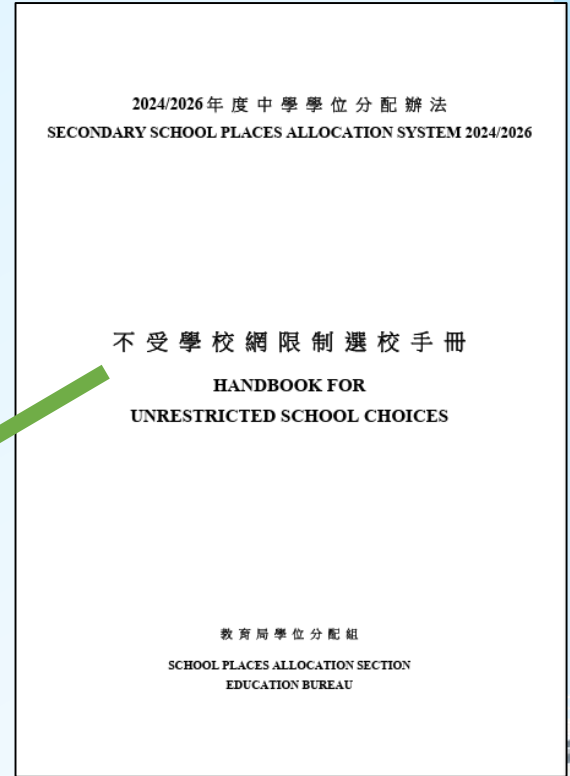 2024/2026年度中學學位分配辦法
SECONDARY SCHOOL PLACES ALLOCATION SYSTEM 2024/2026
不受學校網限制選校手冊
HANDBOOK FOR
UNRESTRICTED SCHOOL CHOICES
教育局學位分配組
SCHOOL PLACES ALLOCATION SECTION
EDUCATION BUREAU